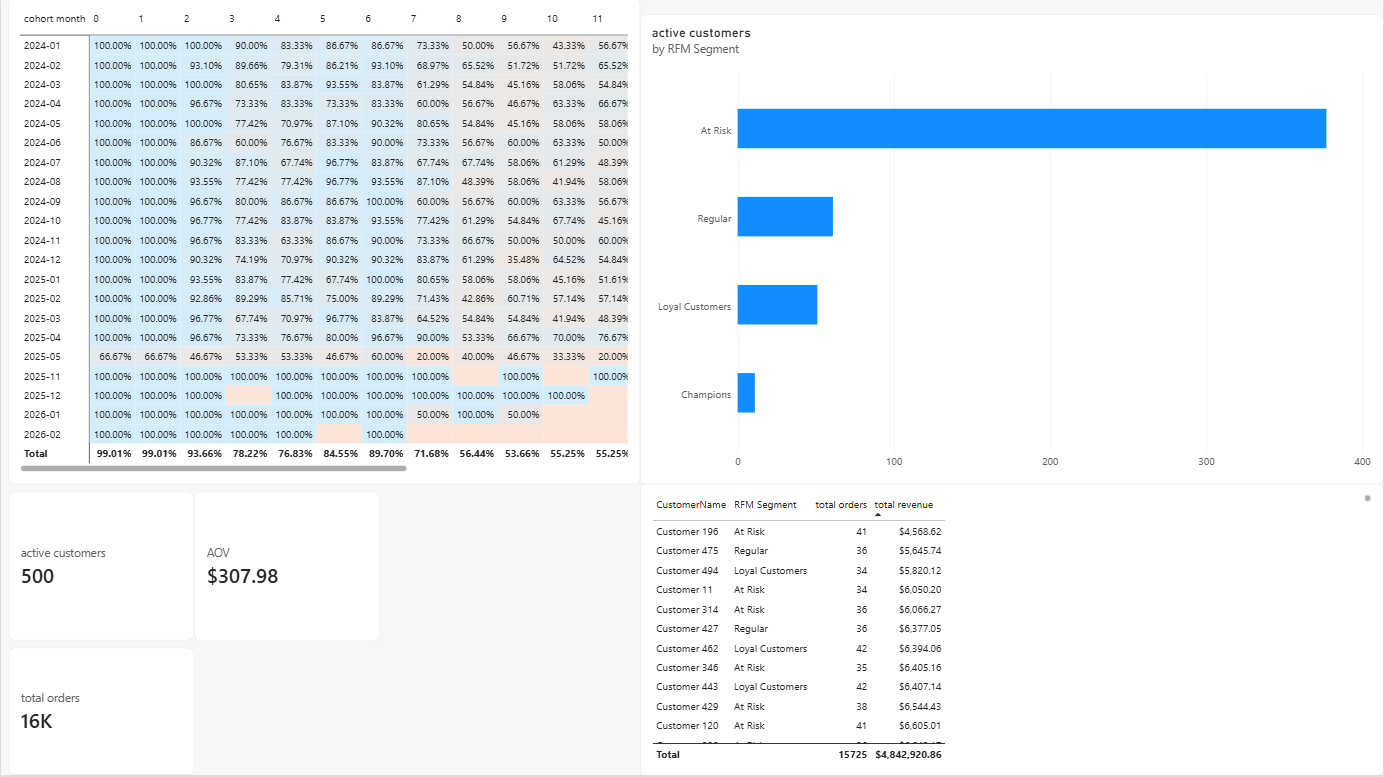 cohort month 0 1 2 3 4 5 6 7 8 9 10 11
2024-01 100.00% 100.00% 100.00% 90.00% 83.33% 86.67% 86.67% 73.33% 50.00% 56.67% 43.33% 56.67%
2024-02 100.00% 100.00% 93.10% 89.66% 79.31% 86.21% 93.10% 68.97% 65.52% 51.72% 51.72% 65.52%
2024-03 100.00% 100.00% 100.00% 80.65% 83.87% 93.55% 83.87% 61.29% 54.84% 45.16% 58.06% 54.84%
2024-04 100.00% 100.00% 96.67% 73.33% 83.33% 73.33% 83.33% 60.00% 56.67% 46.67% 63.33% 66.67%
2024-05 100.00% 100.00% 100.00% 77.42% 70.97% 87.10% 90.32% 80.65% 54.84% 45.16% 58.06% 58.06%
2024-06 100.00% 100.00% 86.67% 60.00% 76.67% 83.33% 90.00% 73.33% 56.67% 60.00% 63.33% 50.00%
2024-07 100.00% 100.00% 90.32% 87.10% 67.74% 96.77% 83.87% 67.74% 67.74% 58.06% 61.29% 48.39%
2024-08 100.00% 100.00% 93.55% 77.42% 77.42% 96.77% 93.55% 87.10% 48.39% 58.06% 41.94% 58.06%
2024-09 100.00% 100.00% 96.67% 80.00% 86.67% 86.67% 100.00% 60.00% 56.67% 60.00% 63.33% 56.67%
2024-10 100.00% 100.00% 96.77% 77.42% 83.87% 83.87% 93.55% 77.42% 61.29% 54.84% 67.74% 45.16%
2024-11 100.00% 100.00% 96.67% 83.33% 63.33% 86.67% 90.00% 73.33% 66.67% 50.00% 50.00% 60.00%
2024-12 100.00% 100.00% 90.32% 74.19% 70.97% 90.32% 90.32% 83.87% 61.29% 35.48% 64.52% 54.84%
2025-01 100.00% 100.00% 93.55% 83.87% 77.42% 67.74% 100.00% 80.65% 58.06% 58.06% 45.16% 51.61%
2025-02 100.00% 100.00% 92.86% 89.29% 85.71% 75.00% 89.29% 71.43% 42.86% 60.71% 57.14% 57.14%
2025-03 100.00% 100.00% 96.77% 67.74% 70.97% 96.77% 83.87% 64.52% 54.84% 54.84% 41.94% 48.39%
2025-04 100.00% 100.00% 96.67% 73.33% 76.67% 80.00% 96.67% 90.00% 53.33% 66.67% 70.00% 76.67%
2025-05 66.67% 66.67% 46.67% 53.33% 53.33% 46.67% 60.00% 20.00% 40.00% 46.67% 33.33% 20.00%
2025-11 100.00% 100.00% 100.00% 100.00% 100.00% 100.00% 100.00% 100.00% 100.00% 100.00%
2025-12 100.00% 100.00% 100.00% 100.00% 100.00% 100.00% 100.00% 100.00% 100.00% 100.00%
2026-01 100.00% 100.00% 100.00% 100.00% 100.00% 100.00% 100.00% 50.00% 100.00% 50.00%
2026-02 100.00% 100.00% 100.00% 100.00% 100.00% 100.00%
Total 99.01% 99.01% 93.66% 78.22% 76.83% 84.55% 89.70% 71.68% 56.44% 53.66% 55.25% 55.25%
active customers
by RFM Segment
At Risk
Regular
Loyal Customers
Champions
0 100 200 300 400
active customers
500
AOV
$307.98
total orders
16K
CustomerName RFM Segment total orders total revenue
Customer 196 At Risk 41 $4,568.62
Customer 475 Regular 36 $5,645.74
Customer 494 Loyal Customers 34 $5,820.12
Customer 11 At Risk 34 $6,050.20
Customer 314 At Risk 36 $6,066.27
Customer 427 Regular 36 $6,377.05
Customer 462 Loyal Customers 42 $6,394.06
Customer 346 At Risk 35 $6,405.16
Customer 443 Loyal Customers 42 $6,407.14
Customer 429 At Risk 38 $6,544.43
Customer 120 At Risk 41 $6,605.01
Total 15725 $4,842,920.86